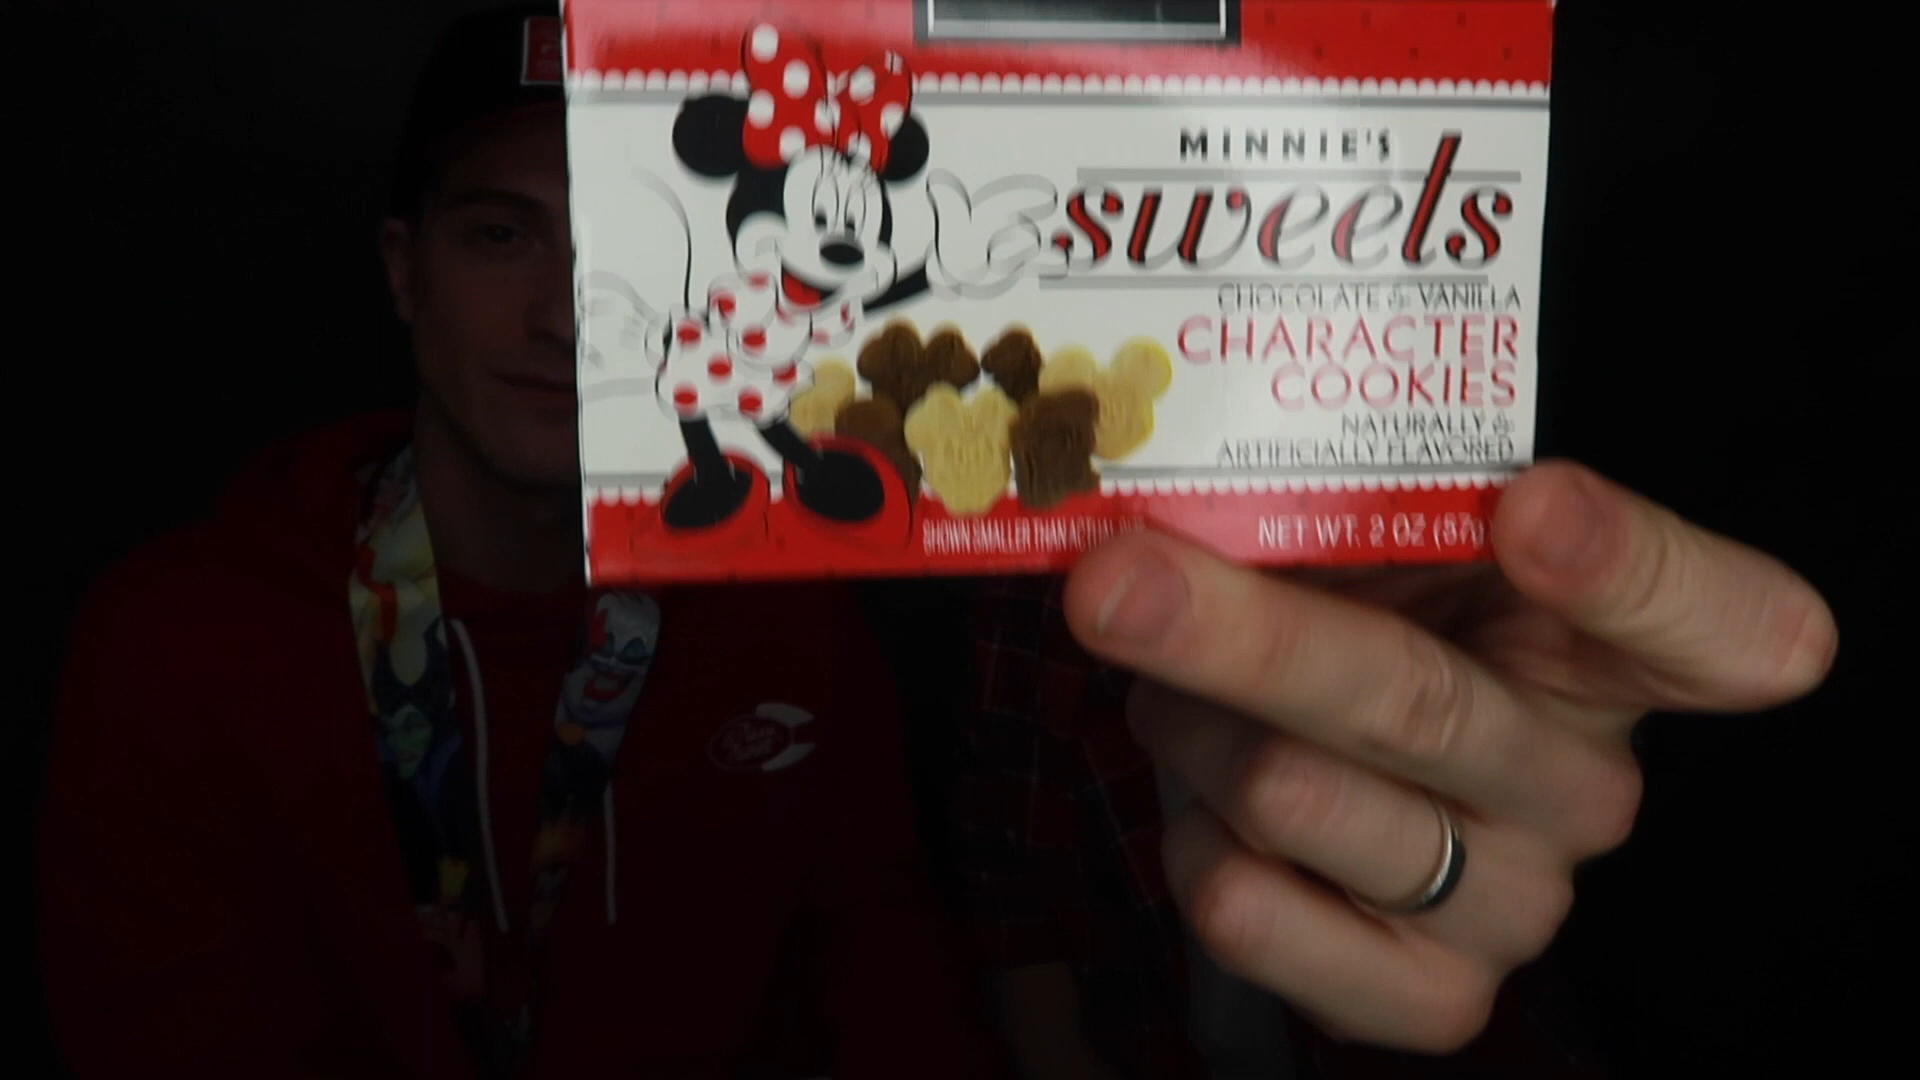 MINNIE'S
sweets
CHOCOLATE & VANILLA
CHARACTER
COOKIES
NATURALLY &
ARTIFICIALLY FLAVORED
SHOWN SMALLER THAN ACTUAL
NET WT. 2 OZ (57g)